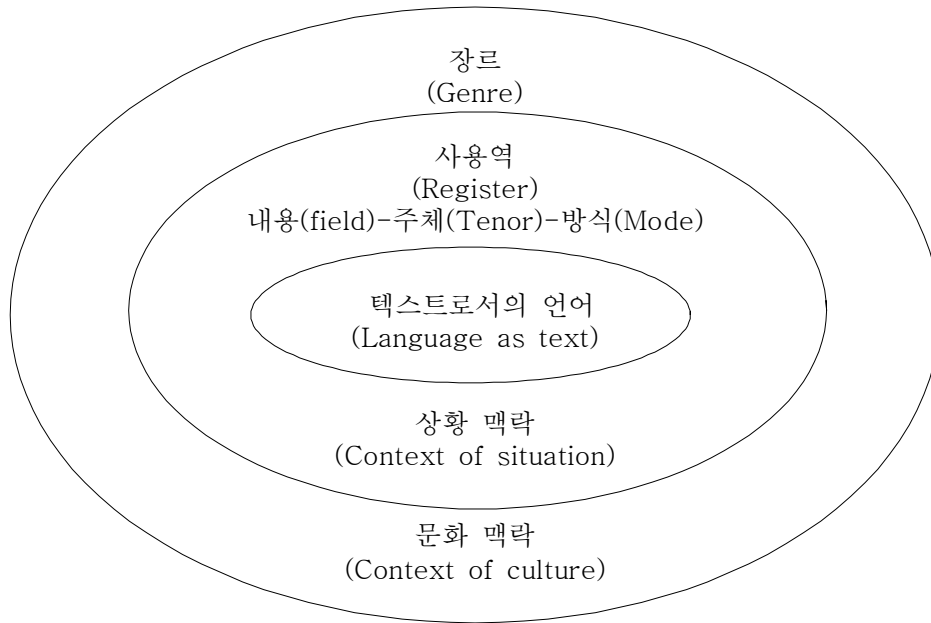 장르
(Genre)
사용역
(Register)
내용(field)-주체(Tenor)-방식(Mode)
텍스트로서의 언어
(Language as text)
상황 맥락
(Context of situation)
문화 맥락
(Context of culture)